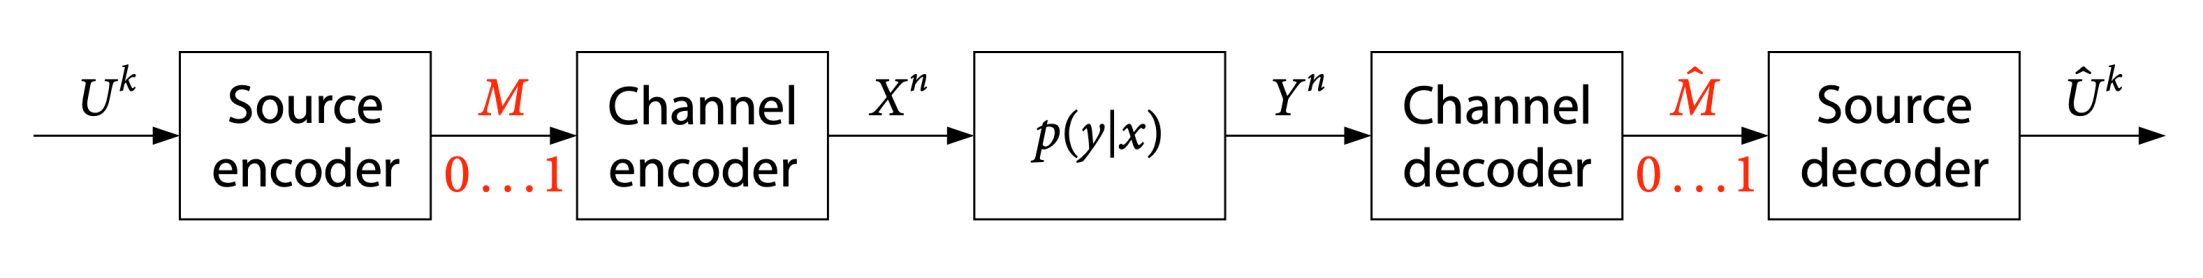 U^k
Source
encoder
M
0 . . . 1
Channel
encoder
X^n
p(y|x)
Y^n
Channel
decoder
M̂
0 . . . 1
Source
decoder
Û^k